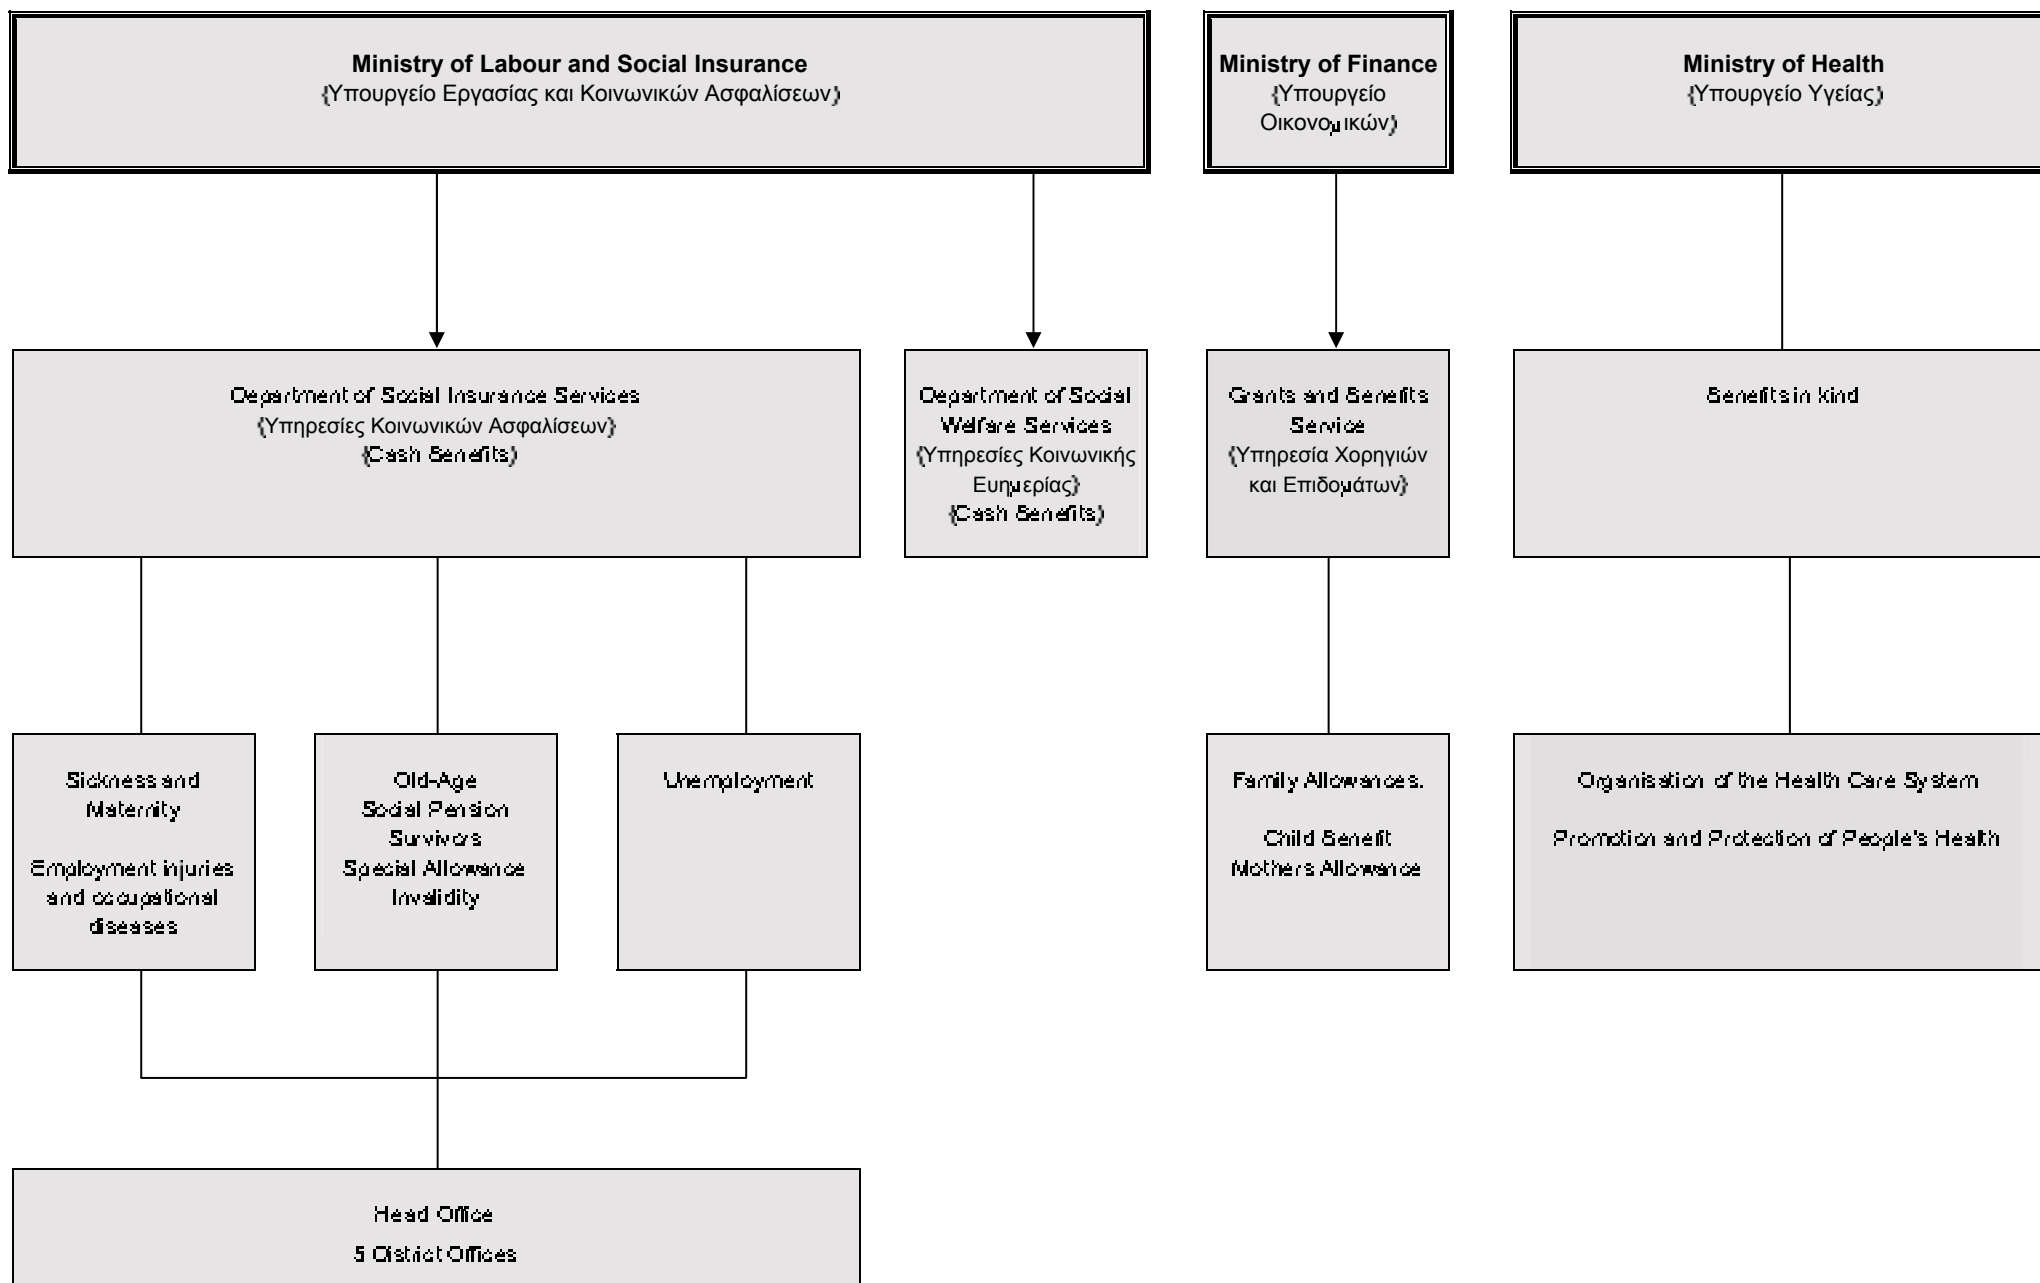 Ministry of Labour and Social Insurance
(Υπουργείο Εργασίας και Κοινωνικών Ασφαλίσεων)
Ministry of Finance
(Υπουργείο
Οικονομικών)
Ministry of Health
(Υπουργείο Υγείας)
Department of Social Insurance Services
(Υπηρεσίες Κοινωνικών Ασφαλίσεων)
(Cash Benefits)
Department of Social
Welfare Services
(Υπηρεσίες Κοινωνικής
Ευημερίας)
(Cash Benefits)
Grants and Benefits
Service
(Υπηρεσία Χορηγιών
και Επιδομάτων)
Benefits in kind
Sickness and
Maternity
Employment injuries
and occupational
diseases
Old-Age
Social Pension
Survivors
Special Allowance
Invalidity
Unemployment
Family Allowances.
Child Benefit
Mothers Allowance
Organisation of the Health Care System
Promotion and Protection of People's Health
Head Office
5 District Offices